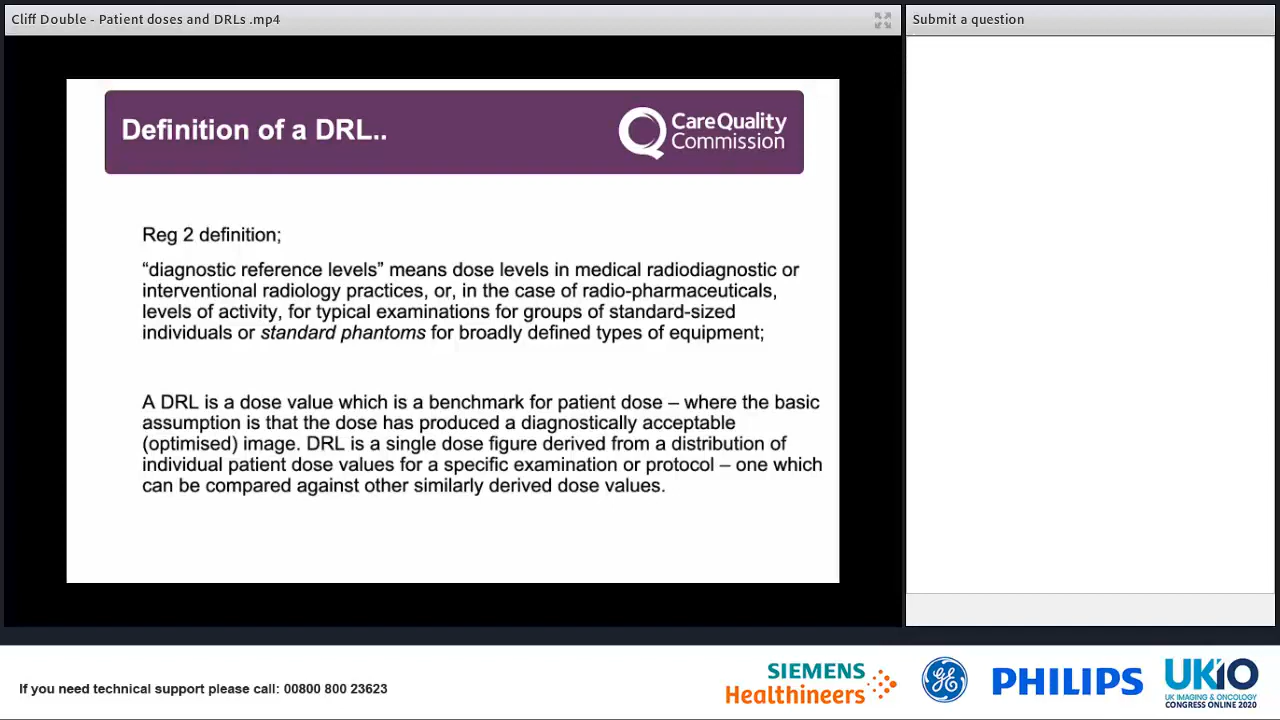 Cliff Double - Patient doses and DRLs .mp4
Submit a question
Definition of a DRL..
CareQuality
Commission
Reg 2 definition;
“diagnostic reference levels” means dose levels in medical radiodiagnostic or
interventional radiology practices, or, in the case of radio-pharmaceuticals,
levels of activity, for typical examinations for groups of standard-sized
individuals or standard phantoms for broadly defined types of equipment;
A DRL is a dose value which is a benchmark for patient dose – where the basic
assumption is that the dose has produced a diagnostically acceptable
(optimised) image. DRL is a single dose figure derived from a distribution of
individual patient dose values for a specific examination or protocol – one which
can be compared against other similarly derived dose values.
If you need technical support please call: 00800 800 23623
SIEMENS
Healthineers
GE
PHILIPS
UKIO
UK IMAGING & ONCOLOGY
CONGRESS ONLINE 2020